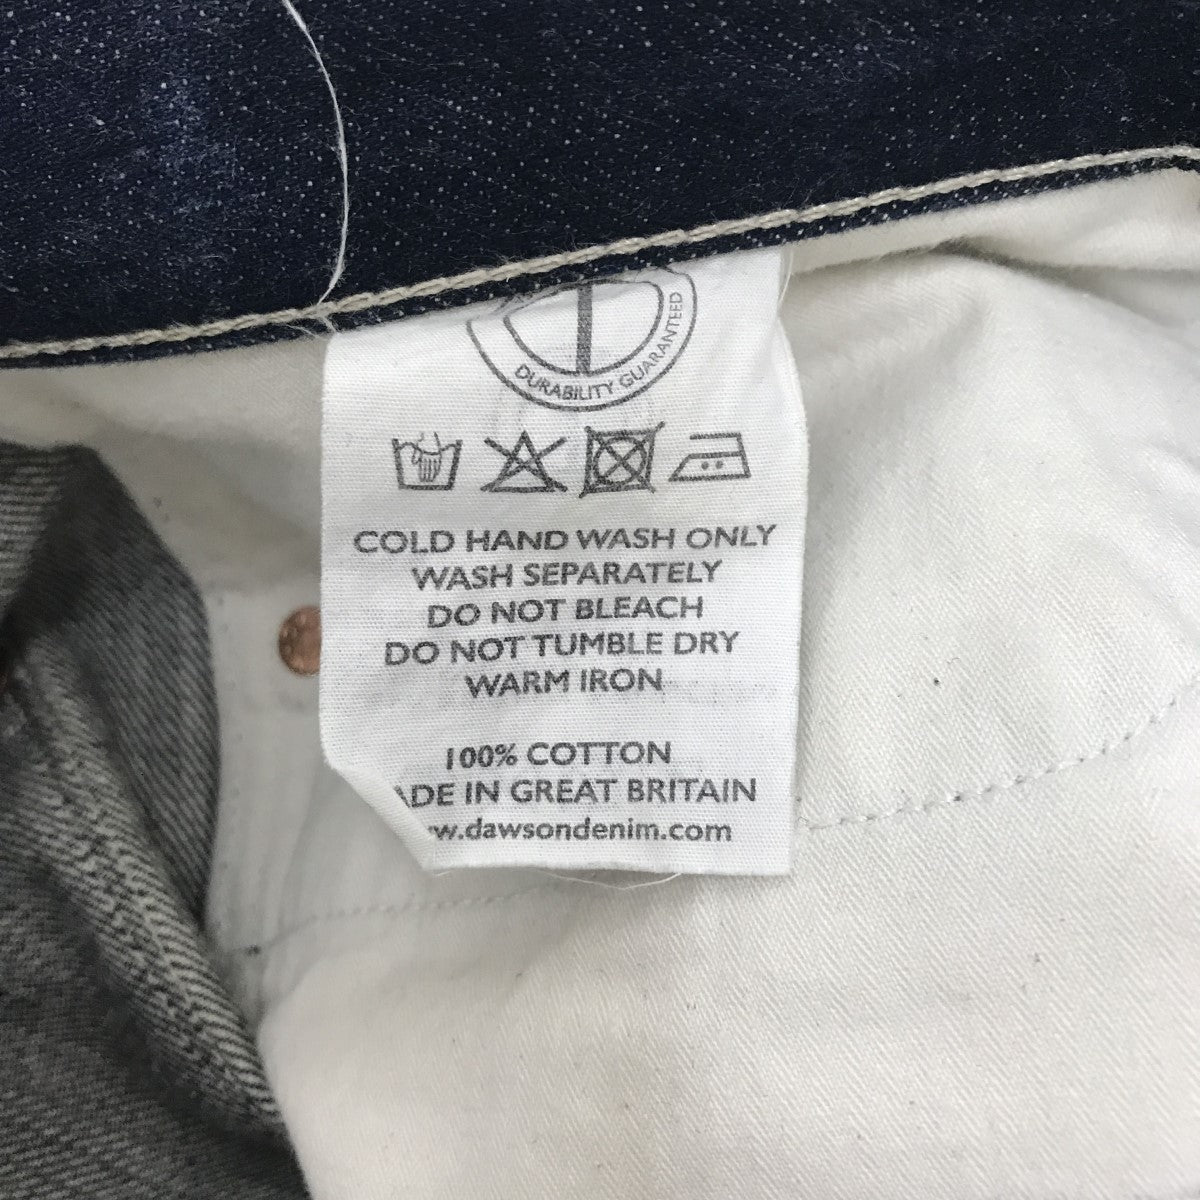 DURABILITY GUARANTEED
COLD HAND WASH ONLY
WASH SEPARATELY
DO NOT BLEACH
DO NOT TUMBLE DRY
WARM IRON
100% COTTON
ADE IN GREAT BRITAIN
w.dawsondenim.com